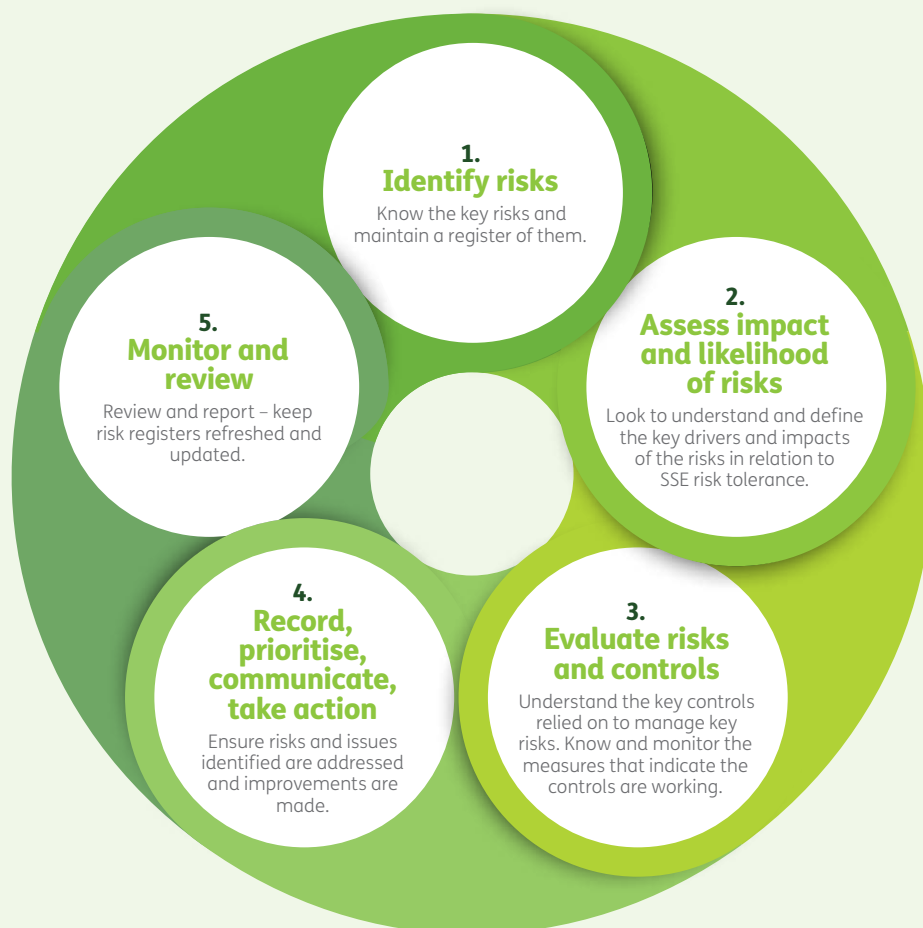 1.
Identify risks
Know the key risks and
maintain a register of them.
2.
Assess impact
and likelihood
of risks
Look to understand and define
the key drivers and impacts
of the risks in relation to
SSE risk tolerance.
3.
Evaluate risks
and controls
Understand the key controls
relied on to manage key
risks. Know and monitor the
measures that indicate the
controls are working.
4.
Record,
prioritise,
communicate,
take action
Ensure risks and issues
identified are addressed
and improvements are
made.
5.
Monitor and
review
Review and report – keep
risk registers refreshed and
updated.